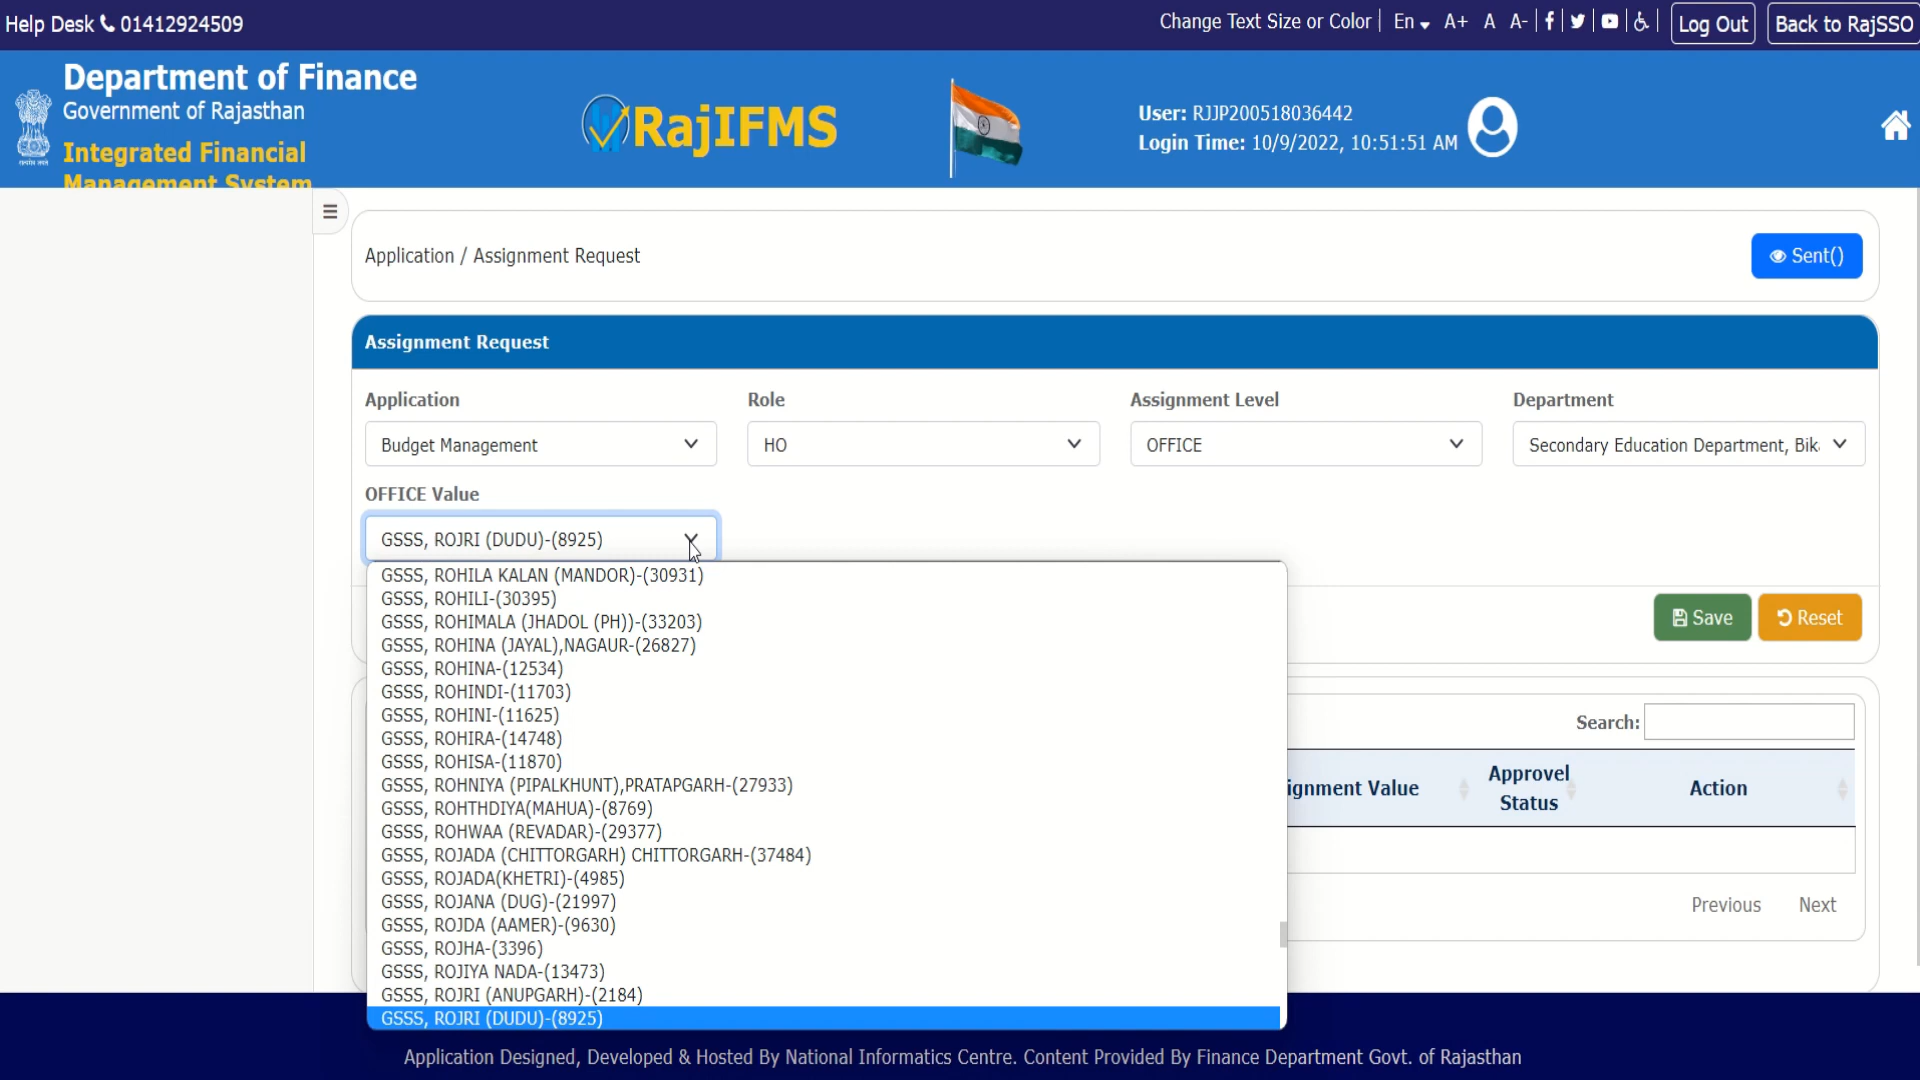 Help Desk 01412924509
Change Text Size or Color En A+ A A- Log Out Back to RajSSO
Department of Finance
Government of Rajasthan
Integrated Financial
Management System
RajIFMS
User: RJJP200518036442
Login Time: 10/9/2022, 10:51:51 AM
Application / Assignment Request
Sent()
Assignment Request
Application Role Assignment Level Department
Budget Management HO OFFICE Secondary Education Department, Bik
OFFICE Value
GSSS, ROJRI (DUDU)-(8925)
GSSS, ROHILA KALAN (MANDOR)-(30931)
GSSS, ROHILI-(30395)
GSSS, ROHIMALA (JHADOL (PH))-(33203)
GSSS, ROHINA (JAYAL),NAGAUR-(26827)
GSSS, ROHINA-(12534)
GSSS, ROHINDI-(11703)
GSSS, ROHINI-(11625)
GSSS, ROHIRA-(14748)
GSSS, ROHISA-(11870)
GSSS, ROHNIYA (PIPALKHUNT),PRATAPGARH-(27933)
GSSS, ROHTHDIYA(MAHUA)-(8769)
GSSS, ROHWAA (REVADAR)-(29377)
GSSS, ROJADA (CHITTORGARH) CHITTORGARH-(37484)
GSSS, ROJADA(KHETRI)-(4985)
GSSS, ROJANA (DUG)-(21997)
GSSS, ROJDA (AAMER)-(9630)
GSSS, ROJHA-(3396)
GSSS, ROJIYA NADA-(13473)
GSSS, ROJRI (ANUPGARH)-(2184)
GSSS, ROJRI (DUDU)-(8925)
Save Reset
Search:
ignment Value Approvel Status Action
Previous Next
Application Designed, Developed & Hosted By National Informatics Centre. Content Provided By Finance Department Govt. of Rajasthan